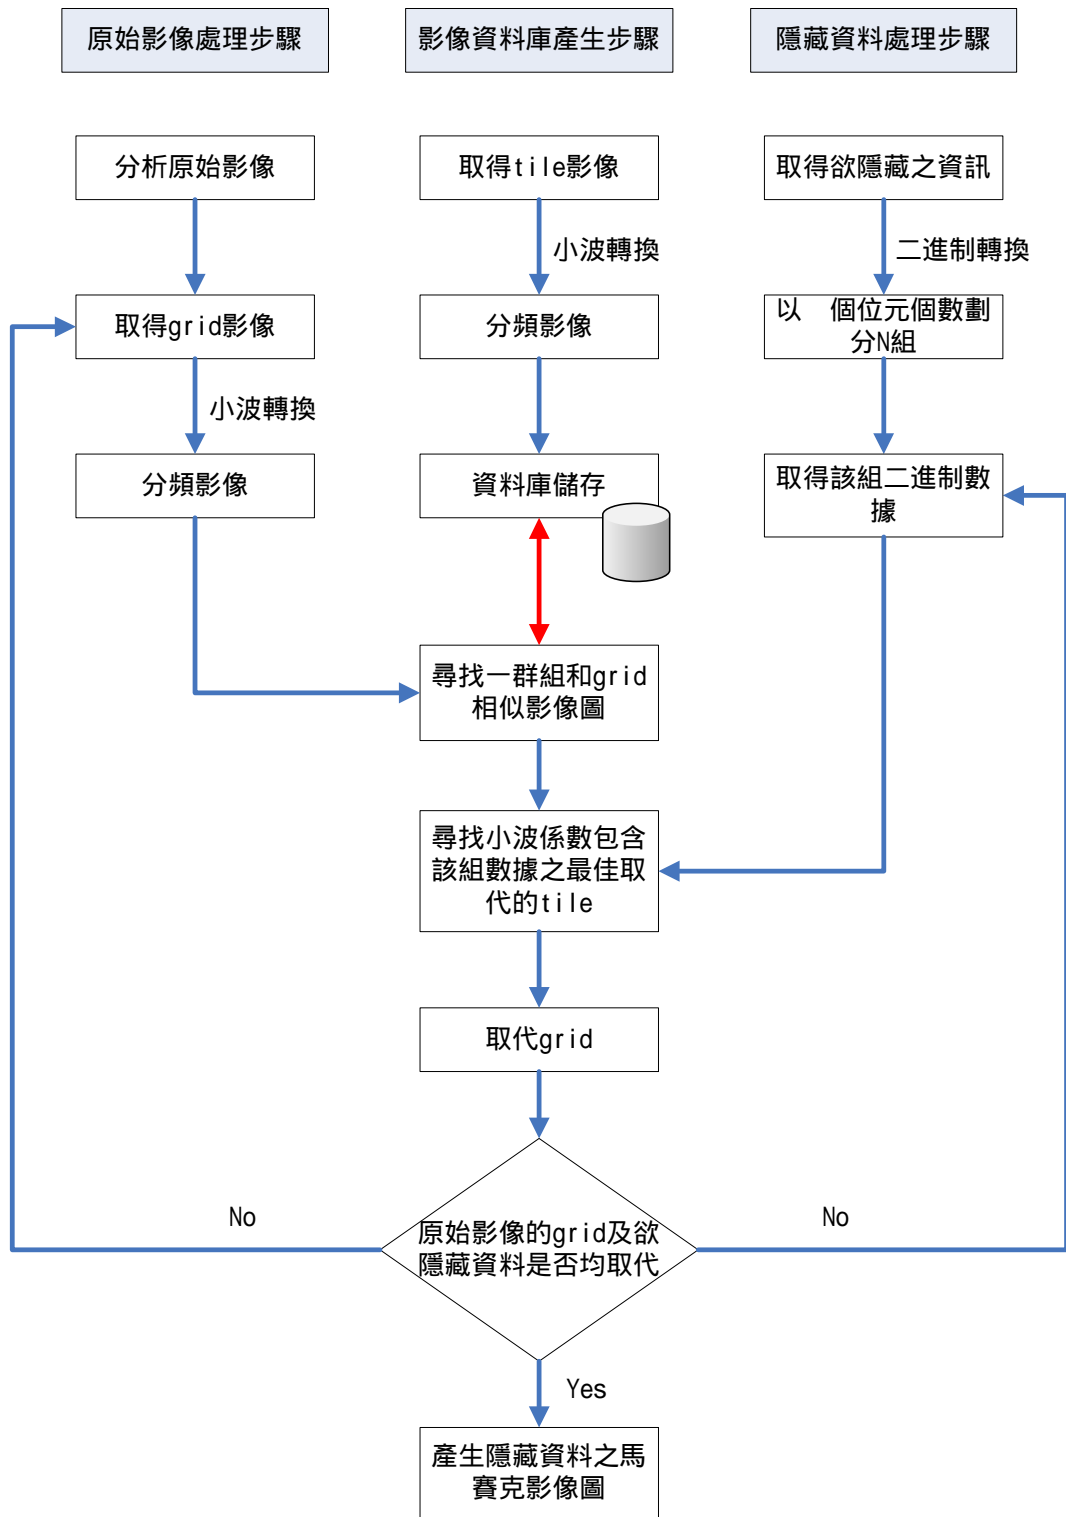 原始影像處理步驟
影像資料庫產生步驟
隱藏資料處理步驟
分析原始影像
取得tile影像
取得欲隱藏之資訊
小波轉換
二進制轉換
取得grid影像
分頻影像
以 個位元個數劃
分N組
小波轉換
分頻影像
資料庫儲存
取得該組二進制數
據
尋找一群組和grid
相似影像圖
尋找小波係數包含
該組數據之最佳取
代的tile
取代grid
No
No
原始影像的grid及欲
隱藏資料是否均取代
Yes
產生隱藏資料之馬
賽克影像圖